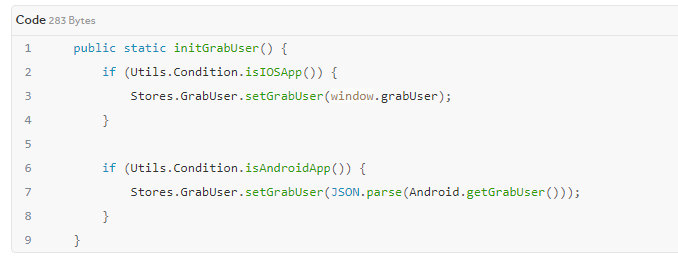 Code 283 Bytes
1 public static initGrabUser() {
2 if (Utils.Condition.isIOSApp()) {
3 Stores.GrabUser.setGrabUser(window.grabUser);
4 }
5
6 if (Utils.Condition.isAndroidApp()) {
7 Stores.GrabUser.setGrabUser(JSON.parse(Android.getGrabUser()));
8 }
9 }